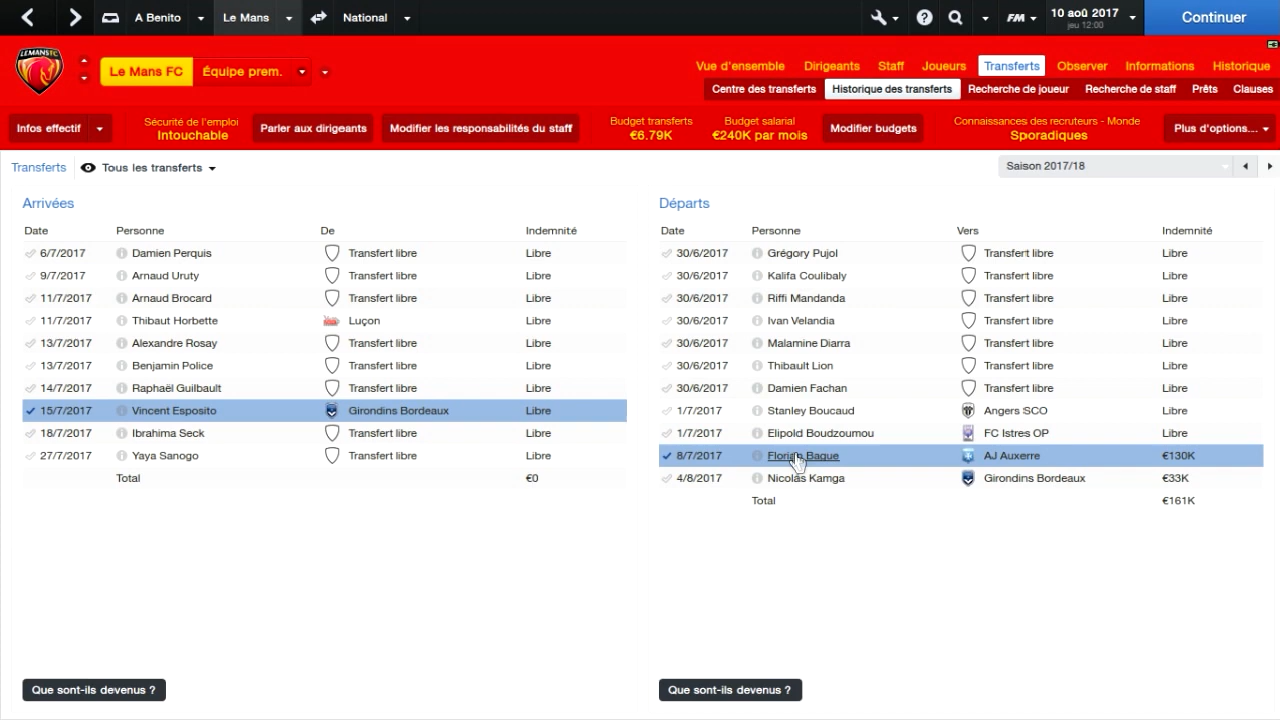 A Benito Le Mans National FM 10 aoû 2017 jeu 12:00 Continuer
LEMANSFC
Le Mans FC Équipe prem.
Vue d'ensemble Dirigeants Staff Joueurs Transferts Observer Informations Historique
Centre des transferts Historique des transferts Recherche de joueur Recherche de staff Prêts Clauses
Infos effectif Sécurité de l'emploi Intouchable Parler aux dirigeants Modifier les responsabilités du staff Budget transferts €6.79K Budget salarial €240K par mois Modifier budgets Connaissances des recruteurs - Monde Sporadiques Plus d'options...
Transferts Tous les transferts Saison 2017/18
Arrivées
Date Personne De Indemnité
6/7/2017 Damien Perquis Transfert libre Libre
9/7/2017 Arnaud Uruty Transfert libre Libre
11/7/2017 Arnaud Brocard Transfert libre Libre
11/7/2017 Thibaut Horbette Luçon Libre
13/7/2017 Alexandre Rosay Transfert libre Libre
13/7/2017 Benjamin Police Transfert libre Libre
14/7/2017 Raphaël Guilbault Transfert libre Libre
15/7/2017 Vincent Esposito Girondins Bordeaux Libre
18/7/2017 Ibrahima Seck Transfert libre Libre
27/7/2017 Yaya Sanogo Transfert libre Libre
Total €0
Que sont-ils devenus ?
Départs
Date Personne Vers Indemnité
30/6/2017 Grégory Pujol Transfert libre Libre
30/6/2017 Kalifa Coulibaly Transfert libre Libre
30/6/2017 Riffi Mandanda Transfert libre Libre
30/6/2017 Ivan Velandia Transfert libre Libre
30/6/2017 Malamine Diarra Transfert libre Libre
30/6/2017 Thibault Lion Transfert libre Libre
30/6/2017 Damien Fachan Transfert libre Libre
1/7/2017 Stanley Boucaud Angers SCO Libre
1/7/2017 Elipold Boudzoumou FC Istres OP Libre
8/7/2017 Florian Bague AJ Auxerre €130K
4/8/2017 Nicolas Kamga Girondins Bordeaux €33K
Total €161K
Que sont-ils devenus ?